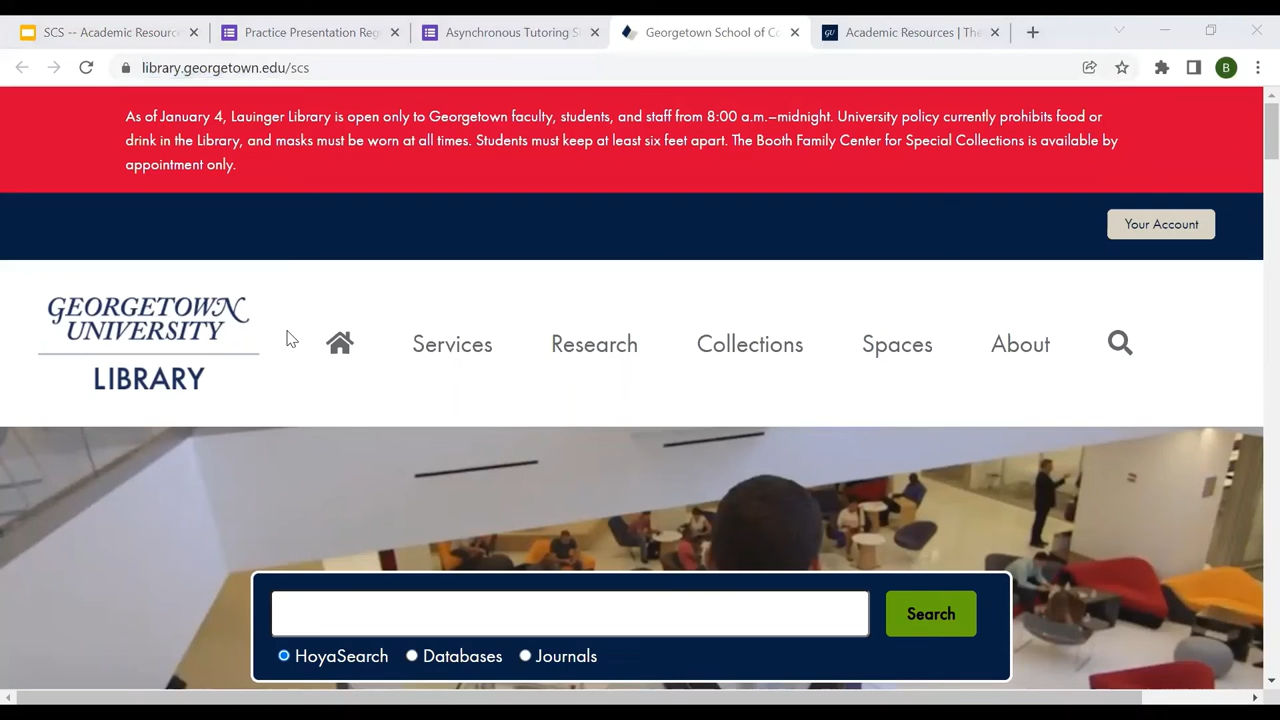 SCS -- Academic Resource
Practice Presentation Reg
Asynchronous Tutoring S
Georgetown School of Co
GU
Academic Resources | The
library.georgetown.edu/scs
B
As of January 4, Lauinger Library is open only to Georgetown faculty, students, and staff from 8:00 a.m.–midnight. University policy currently prohibits food or
drink in the Library, and masks must be worn at all times. Students must keep at least six feet apart. The Booth Family Center for Special Collections is available by
appointment only.
Your Account
GEORGETOWN
UNIVERSITY
LIBRARY
Services
Research
Collections
Spaces
About
Search
HoyaSearch
Databases
Journals